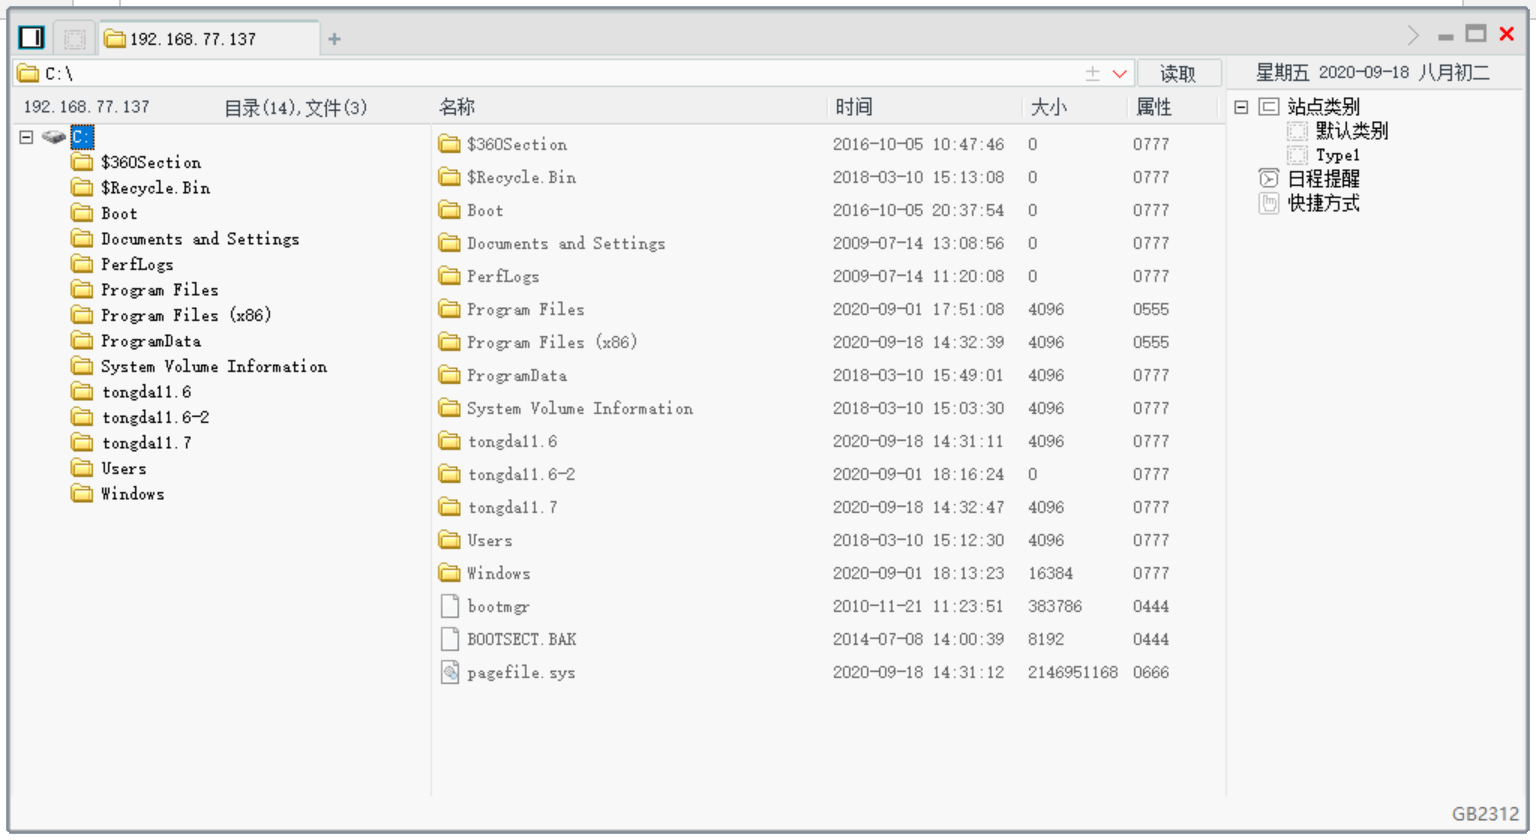 192.168.77.137
C:\
读取
星期五 2020-09-18 八月初二
192.168.77.137 目录(14),文件(3)
C:
$360Section
$Recycle.Bin
Boot
Documents and Settings
PerfLogs
Program Files
Program Files (x86)
ProgramData
System Volume Information
tongda11.6
tongda11.6-2
tongda11.7
Users
Windows
名称 时间 大小 属性
$360Section 2016-10-05 10:47:46 0 0777
$Recycle.Bin 2018-03-10 15:13:08 0 0777
Boot 2016-10-05 20:37:54 0 0777
Documents and Settings 2009-07-14 13:08:56 0 0777
PerfLogs 2009-07-14 11:20:08 0 0777
Program Files 2020-09-01 17:51:08 4096 0555
Program Files (x86) 2020-09-18 14:32:39 4096 0555
ProgramData 2018-03-10 15:49:01 4096 0777
System Volume Information 2018-03-10 15:03:30 4096 0777
tongda11.6 2020-09-18 14:31:11 4096 0777
tongda11.6-2 2020-09-01 18:16:24 0 0777
tongda11.7 2020-09-18 14:32:47 4096 0777
Users 2018-03-10 15:12:30 4096 0777
Windows 2020-09-01 18:13:23 16384 0777
bootmgr 2010-11-21 11:23:51 383786 0444
BOOTSECT.BAK 2014-07-08 14:00:39 8192 0444
pagefile.sys 2020-09-18 14:31:12 2146951168 0666
站点类别
默认类别
Type1
日程提醒
快捷方式
GB2312